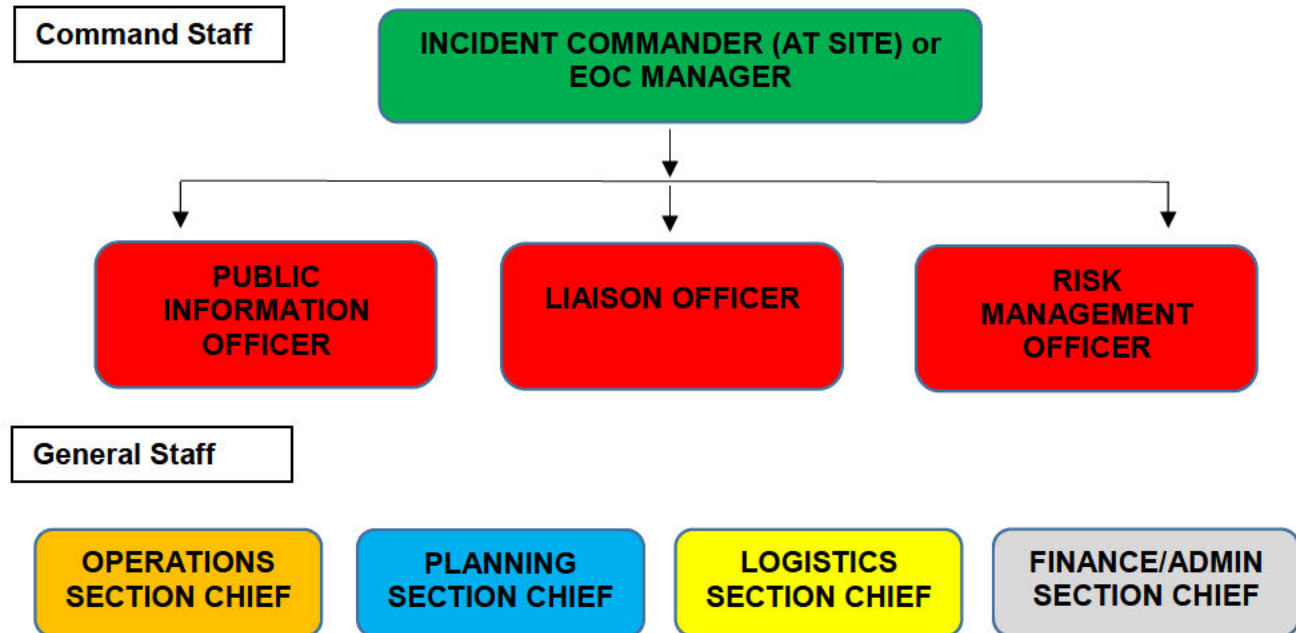 Command Staff
INCIDENT COMMANDER (AT SITE) or
EOC MANAGER
PUBLIC
INFORMATION
OFFICER
LIAISON OFFICER
RISK
MANAGEMENT
OFFICER
General Staff
OPERATIONS
SECTION CHIEF
PLANNING
SECTION CHIEF
LOGISTICS
SECTION CHIEF
FINANCE/ADMIN
SECTION CHIEF